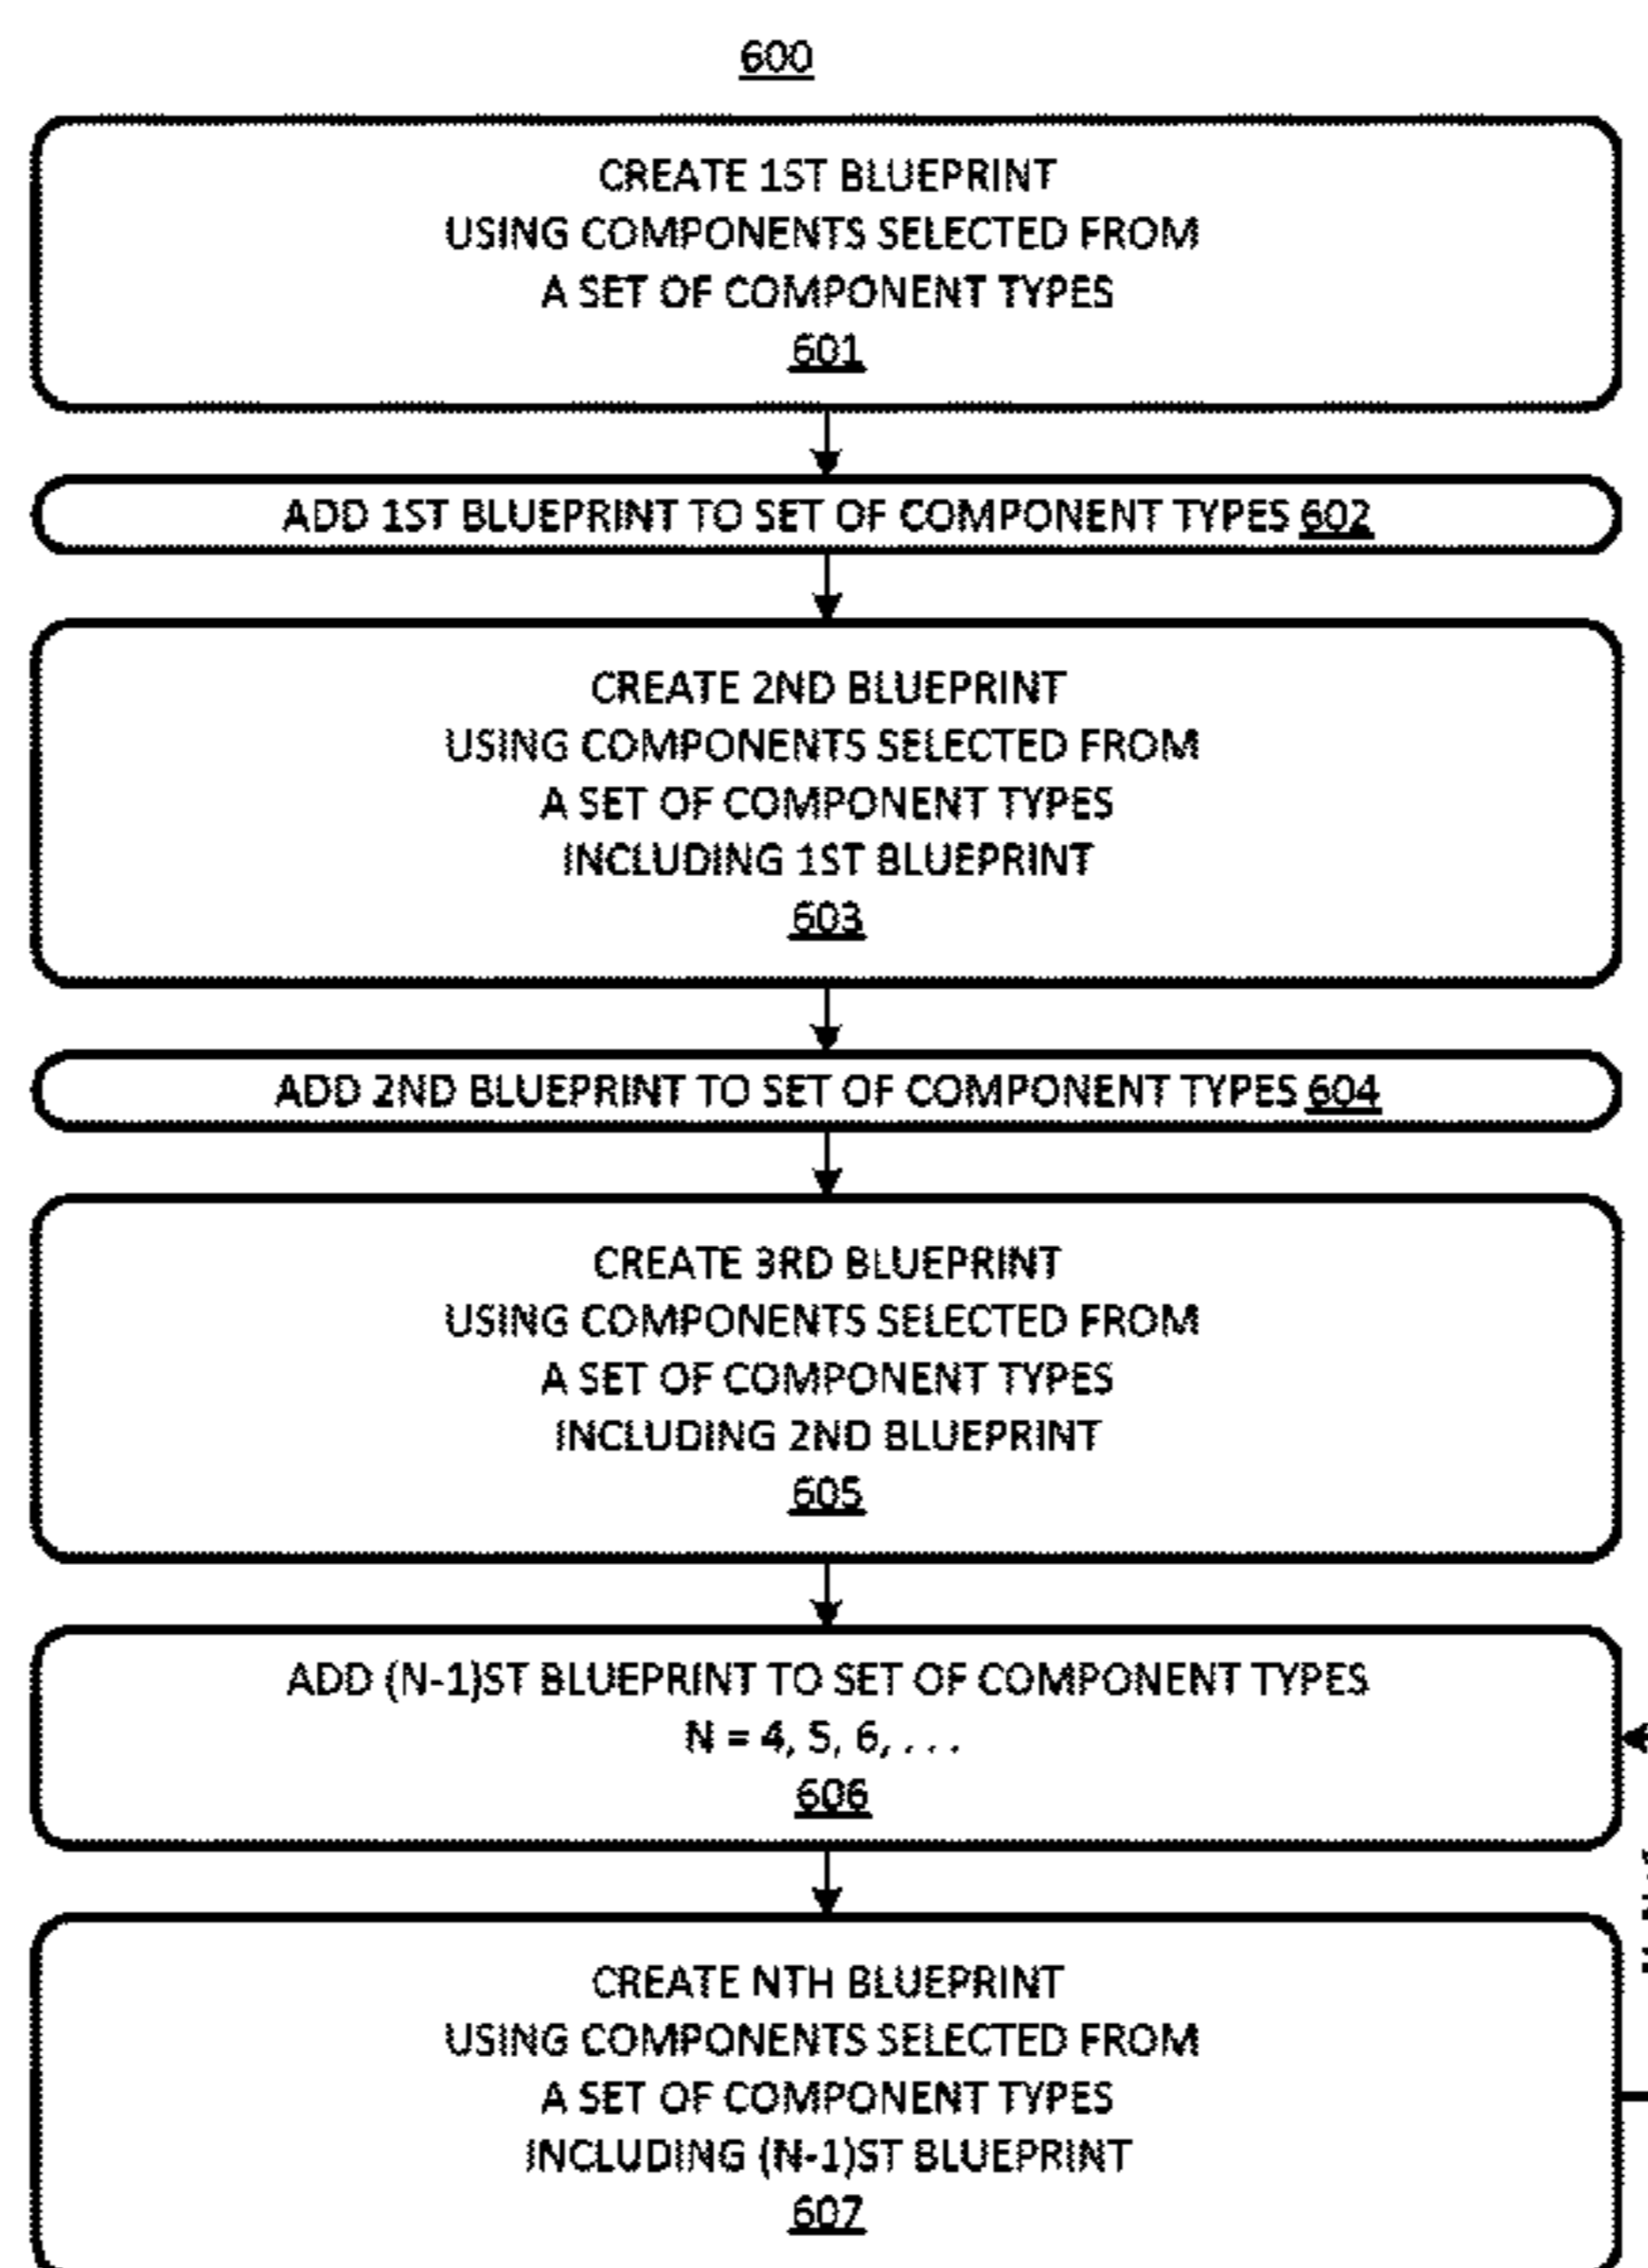 600
CREATE 1ST BLUEPRINT
USING COMPONENTS SELECTED FROM
A SET OF COMPONENT TYPES
601
ADD 1ST BLUEPRINT TO SET OF COMPONENT TYPES 602
CREATE 2ND BLUEPRINT
USING COMPONENTS SELECTED FROM
A SET OF COMPONENT TYPES
INCLUDING 1ST BLUEPRINT
603
ADD 2ND BLUEPRINT TO SET OF COMPONENT TYPES 604
CREATE 3RD BLUEPRINT
USING COMPONENTS SELECTED FROM
A SET OF COMPONENT TYPES
INCLUDING 2ND BLUEPRINT
605
ADD (N-1)ST BLUEPRINT TO SET OF COMPONENT TYPES
N = 4, 5, 6, . . .
606
CREATE NTH BLUEPRINT
USING COMPONENTS SELECTED FROM
A SET OF COMPONENT TYPES
INCLUDING (N-1)ST BLUEPRINT
607